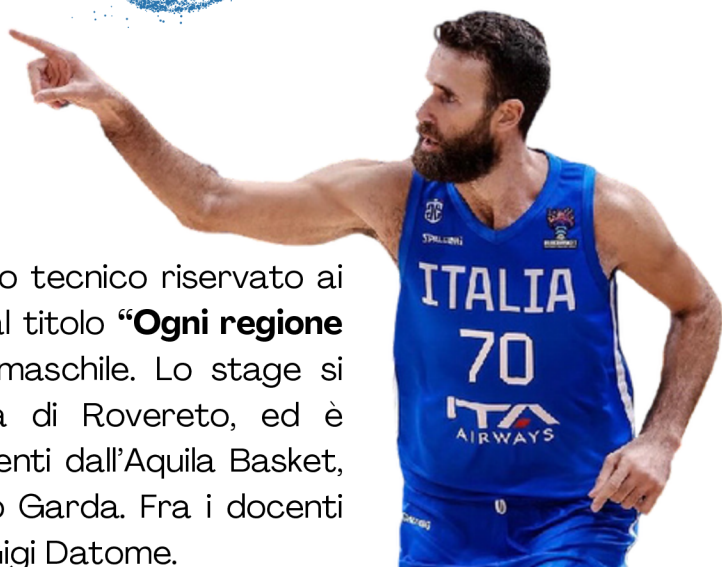 o tecnico riservato ai
l titolo “Ogni regione
maschile. Lo stage si
a di Rovereto, ed è
enti dall’Aquila Basket,
o Garda. Fra i docenti
igi Datome.
SPALDING
ITALIA
70
ITA
AIRWAYS